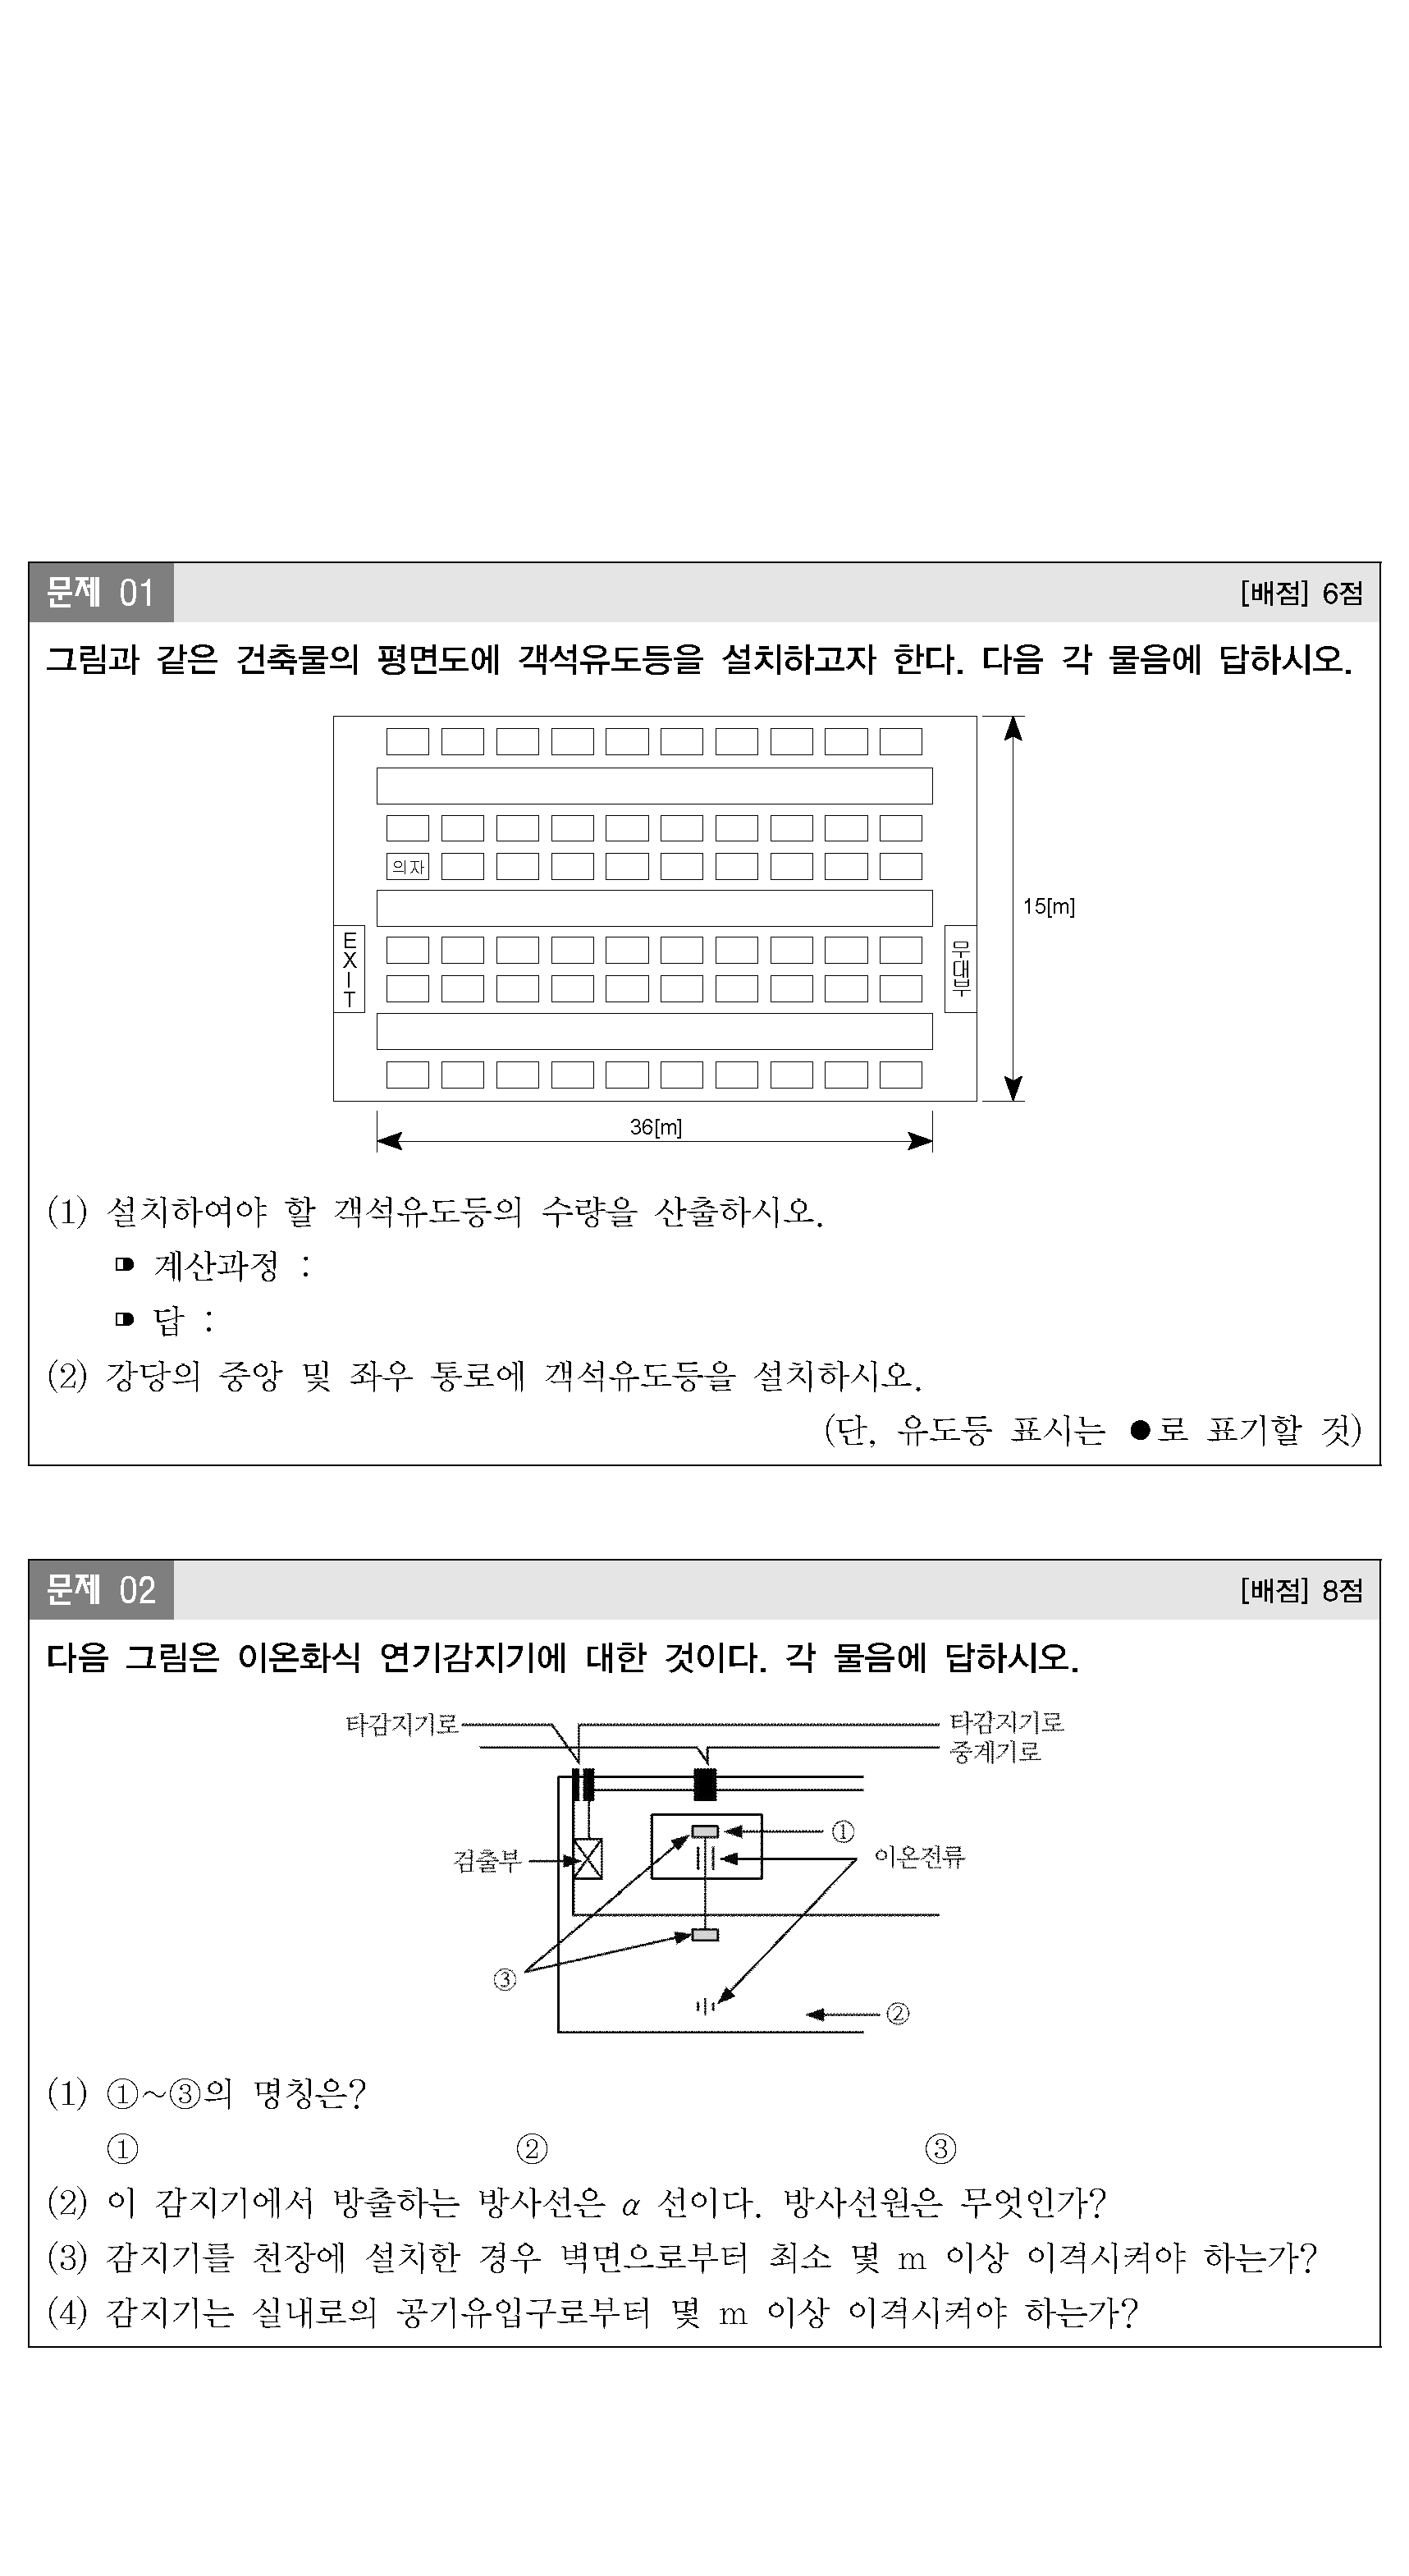 문제 01
[배점] 6점
그림과 같은 건축물의 평면도에 객석유도등을 설치하고자 한다. 다음 각 물음에 답하시오.
의자
EXIT
무대부
15[m]
36[m]
(1) 설치하여야 할 객석유도등의 수량을 산출하시오.
계산과정 :
답 :
(2) 강당의 중앙 및 좌우 통로에 객석유도등을 설치하시오.
(단, 유도등 표시는 ●로 표기할 것)
문제 02
[배점] 8점
다음 그림은 이온화식 연기감지기에 대한 것이다. 각 물음에 답하시오.
타감지기로
타감지기로
중계기로
①
검출부
이온전류
③
②
(1) ①~③의 명칭은?
① ② ③
(2) 이 감지기에서 방출하는 방사선은 α 선이다. 방사선원은 무엇인가?
(3) 감지기를 천장에 설치한 경우 벽면으로부터 최소 몇 m 이상 이격시켜야 하는가?
(4) 감지기는 실내로의 공기유입구로부터 몇 m 이상 이격시켜야 하는가?